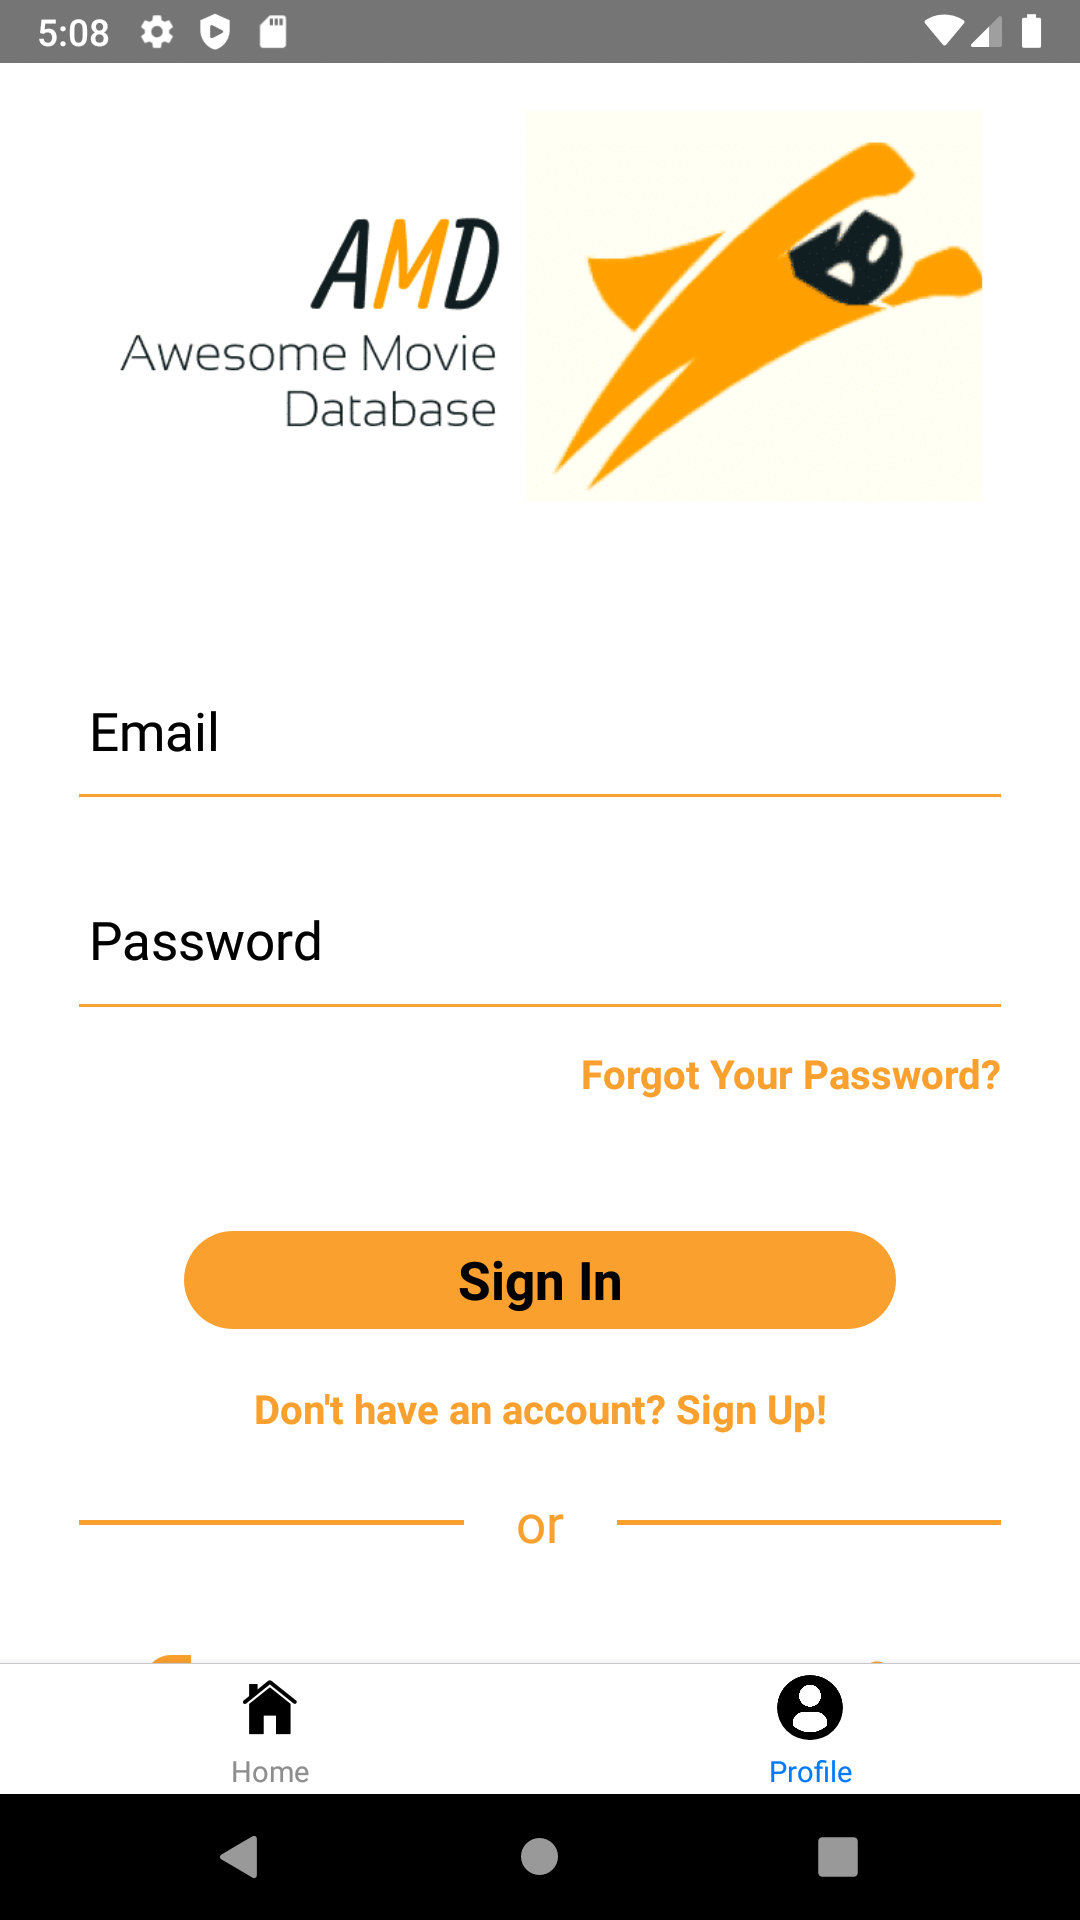 5:08
AMD
Awesome Movie
Database
Email
Password
Forgot Your Password?
Sign In
Don't have an account? Sign Up!
or
Home
Profile